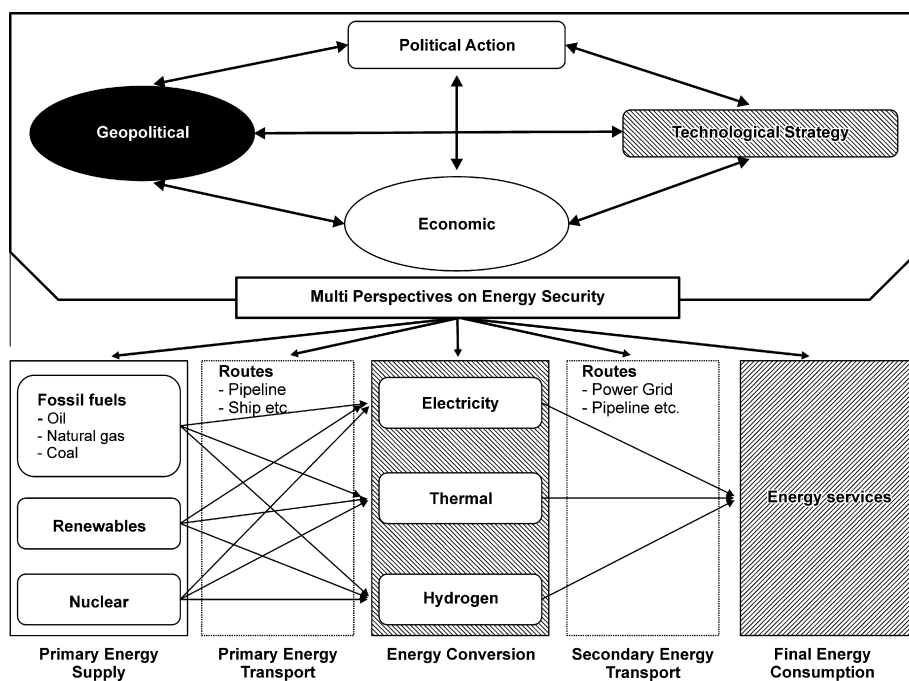 Political Action
Geopolitical
Technological Strategy
Economic
Multi Perspectives on Energy Security
Fossil fuels
- Oil
- Natural gas
- Coal
Renewables
Nuclear
Routes
- Pipeline
- Ship etc.
Electricity
Thermal
Hydrogen
Routes
- Power Grid
- Pipeline etc.
Energy services
Primary Energy
Supply
Primary Energy
Transport
Energy Conversion
Secondary Energy
Transport
Final Energy
Consumption